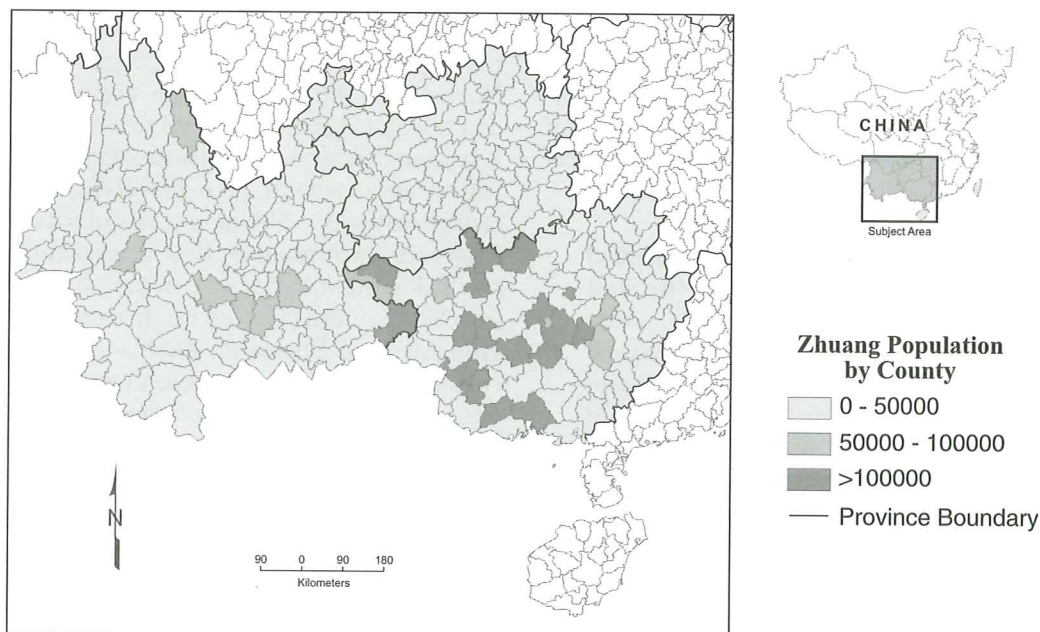 CHINA
Subject Area
Zhuang Population
by County
0 - 50000
50000 - 100000
>100000
Province Boundary
N
90 0 90 180
Kilometers